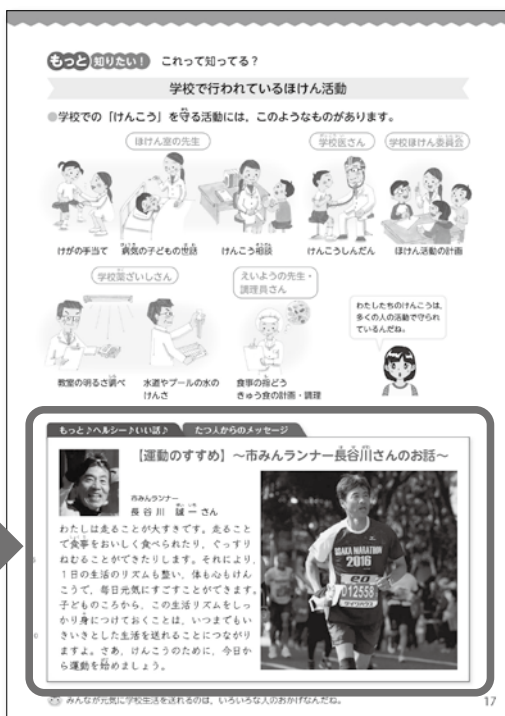 もっと知りたい! これって知ってる?
学校で行われているほけん活動
●学校での「けんこう」を守る活動には、このようなものがあります。
ほけん室の先生
学校医さん
学校ほけん委員会
けがの手当て
病気の子どもの世話
けんこう相談
けんこうしんだん
ほけん活動の計画
学校薬ざいしさん
えいようの先生・
調理員さん
わたしたちのけんこうは、
多くの人の活動で守られ
ているんだね。
教室の明るさ調べ
水道やプールの水の
けんさ
食事の指どう
きゅう食の計画・調理
もっと♪ヘルシー♪いい話♪
たつ人からのメッセージ
【運動のすすめ】~市みんランナー長谷川さんのお話~
市みんランナー
長谷川 誠一さん
わたしは走ることが大すきです。走ること
で食事をおいしく食べられたり、ぐっすり
ねむることができたりします。それにより、
1日の生活のリズムも整い、体も心もけん
こうで、毎日元気にすごすことができます。
子どものころから、この生活リズムをしっ
かり身につけておくことは、いつまでもい
きいきとした生活を送れることにつながり
ますよ。さあ、けんこうのために、今日か
ら運動を始めましょう。
OSAKA MARATHON
2016
eo
012558
みんなが元気に学校生活を送れるのは、いろいろな人のおかげなんだね。
17